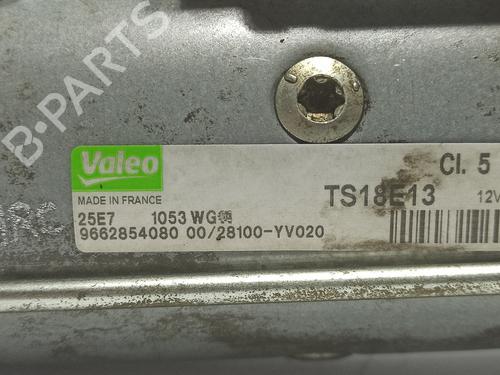 B-PARTS
Valeo
Cl. 5
MADE IN FRANCE
TS18E13
12V
25E7 1053 WG
9662854080 00/28100-YV020